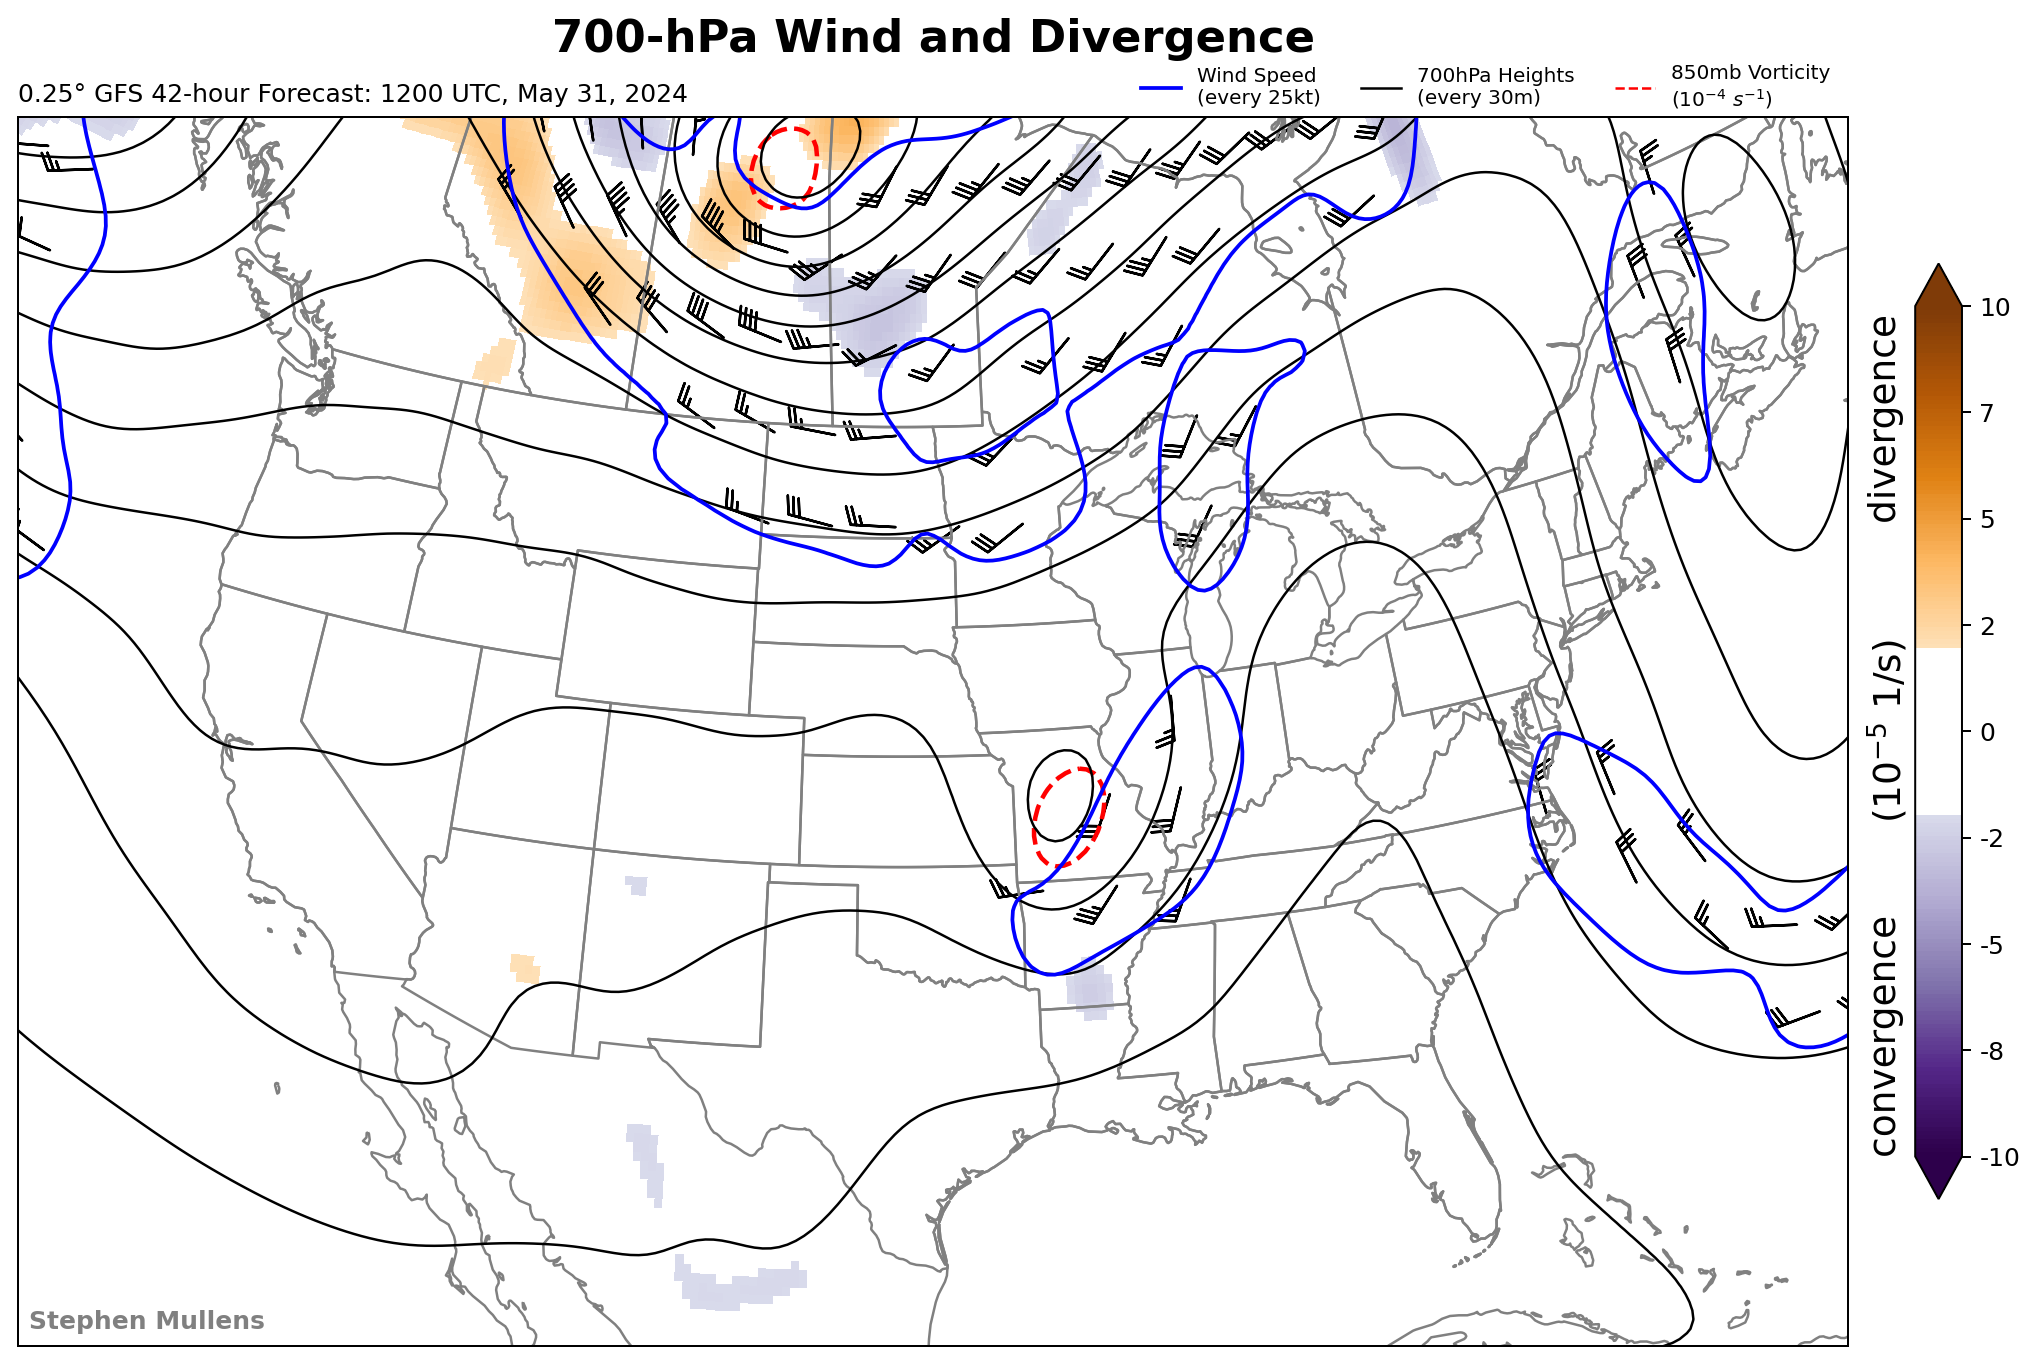 700-hPa Wind and Divergence
0.25° GFS 42-hour Forecast: 1200 UTC, May 31, 2024
Wind Speed
(every 25kt)
700hPa Heights
(every 30m)
850mb Vorticity
(10⁻⁴ s⁻¹)
10
7
5
2
0
-2
-5
-8
-10
convergence (10⁻⁵ 1/s) divergence
Stephen Mullens